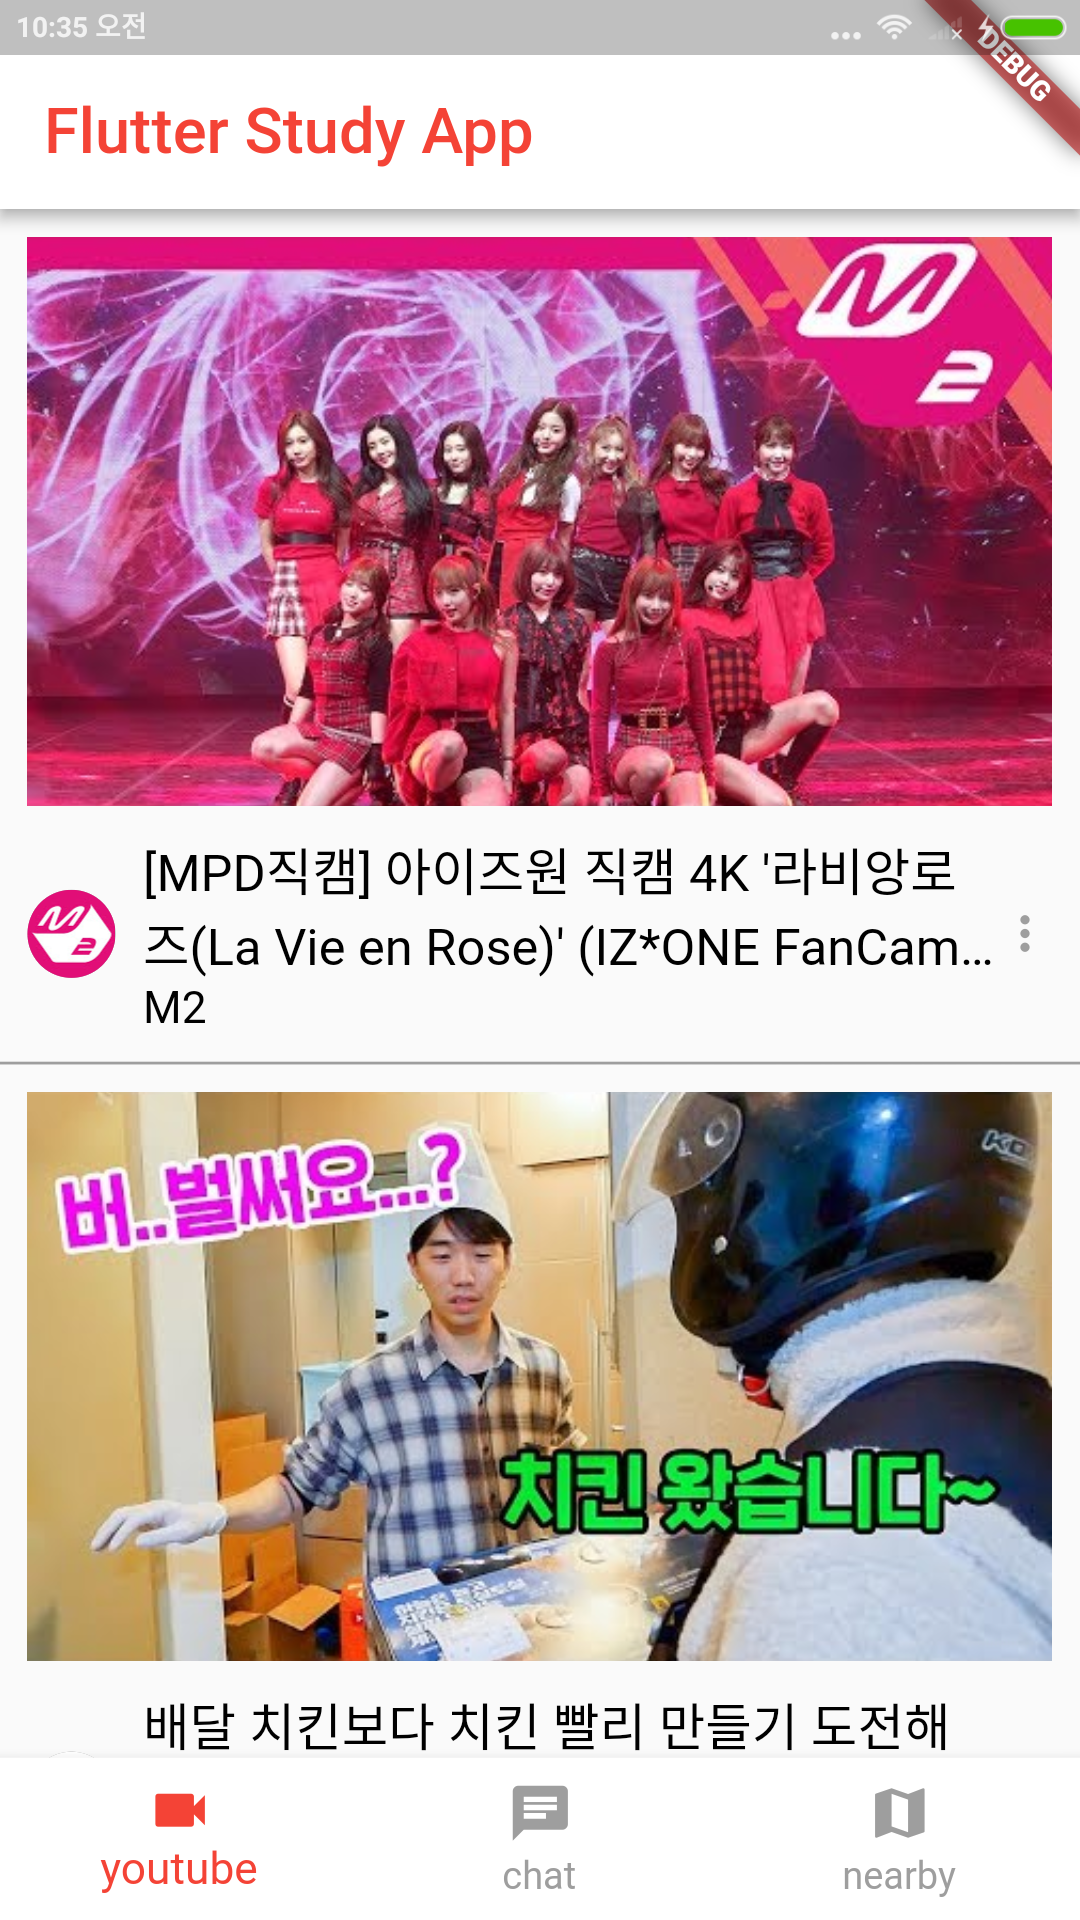 10:35 오전
DEBUG
Flutter Study App
M
2
M
2
[MPD직캠] 아이즈원 직캠 4K '라비앙로
즈(La Vie en Rose)' (IZ*ONE FanCam...
M2
버..벌써요...?
치킨 왔습니다~
배달 치킨보다 치킨 빨리 만들기 도전해
youtube
chat
nearby